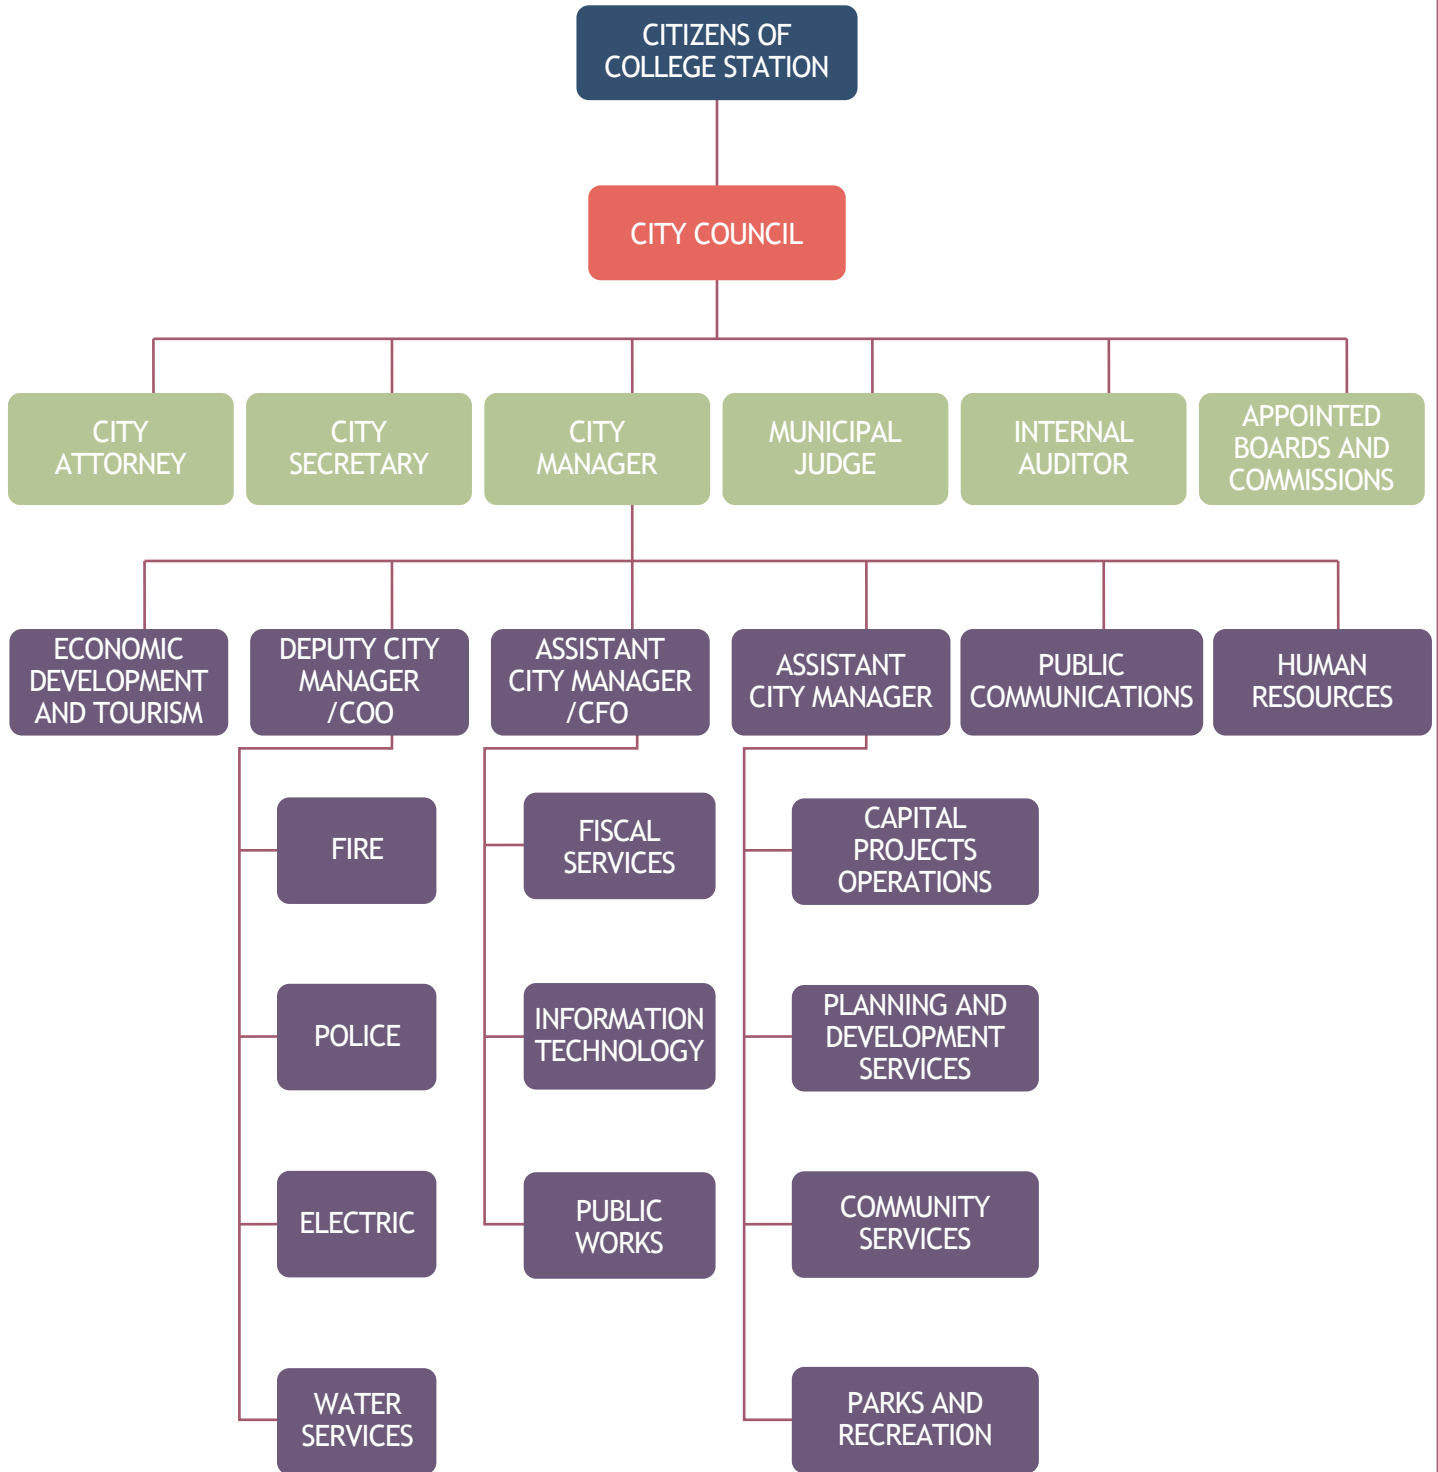 CITIZENS OF
COLLEGE STATION
CITY COUNCIL
CITY
ATTORNEY
CITY
SECRETARY
CITY
MANAGER
MUNICIPAL
JUDGE
INTERNAL
AUDITOR
APPOINTED
BOARDS AND
COMMISSIONS
ECONOMIC
DEVELOPMENT
AND TOURISM
DEPUTY CITY
MANAGER
/COO
ASSISTANT
CITY MANAGER
/CFO
ASSISTANT
CITY MANAGER
PUBLIC
COMMUNICATIONS
HUMAN
RESOURCES
FIRE
POLICE
ELECTRIC
WATER
SERVICES
FISCAL
SERVICES
INFORMATION
TECHNOLOGY
PUBLIC
WORKS
CAPITAL
PROJECTS
OPERATIONS
PLANNING AND
DEVELOPMENT
SERVICES
COMMUNITY
SERVICES
PARKS AND
RECREATION